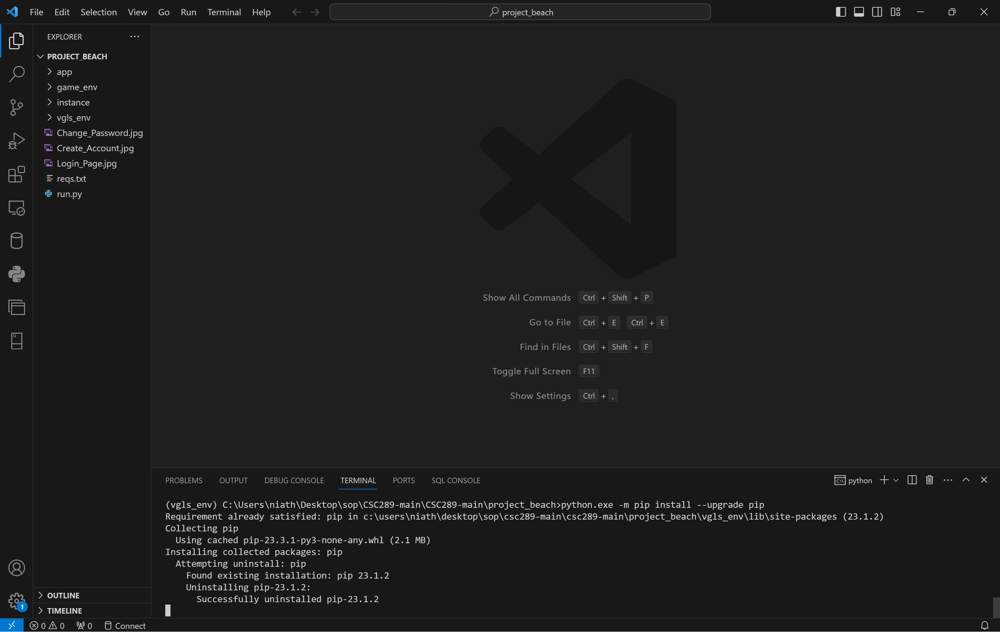 File Edit Selection View Go Run Terminal Help project_beach
EXPLORER
PROJECT_BEACH
app
game_env
instance
vgls_env
Change_Password.jpg
Create_Account.jpg
Login_Page.jpg
reqs.txt
run.py
Show All Commands Ctrl + Shift + P
Go to File Ctrl + E Ctrl + E
Find in Files Ctrl + Shift + F
Toggle Full Screen F11
Show Settings Ctrl + ,
PROBLEMS OUTPUT DEBUG CONSOLE TERMINAL PORTS SQL CONSOLE python
(vgls_env) C:\Users\niath\Desktop\sop\CSC289-main\CSC289-main\project_beach>python.exe -m pip install --upgrade pip
Requirement already satisfied: pip in c:\users\niath\desktop\sop\csc289-main\csc289-main\project_beach\vgls_env\lib\site-packages (23.1.2)
Collecting pip
Using cached pip-23.3.1-py3-none-any.whl (2.1 MB)
Installing collected packages: pip
Attempting uninstall: pip
Found existing installation: pip 23.1.2
Uninstalling pip-23.1.2:
Successfully uninstalled pip-23.1.2
OUTLINE
TIMELINE
1
0 0 0 Connect